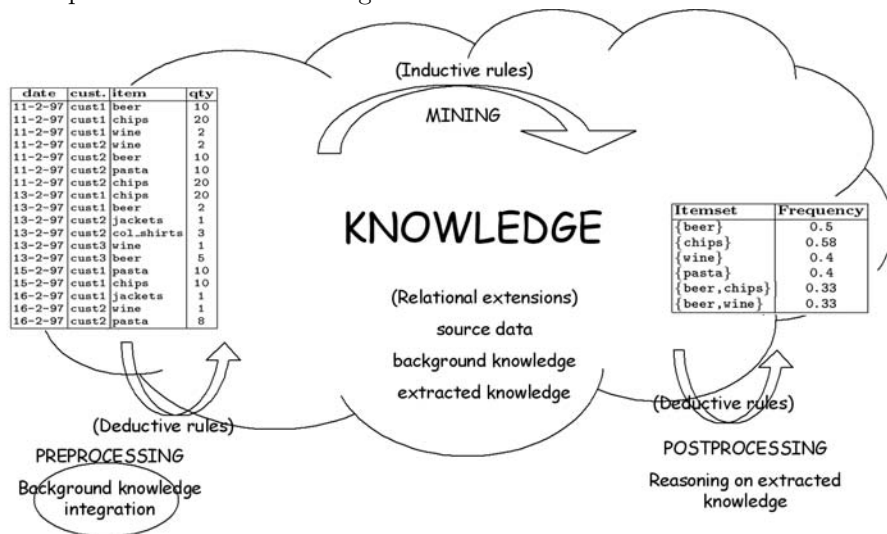 (Inductive rules)
MINING
date cust. item qty
11-2-97 cust1 beer 10
11-2-97 cust1 chips 20
11-2-97 cust1 wine 2
11-2-97 cust2 wine 2
11-2-97 cust2 beer 10
11-2-97 cust2 pasta 10
11-2-97 cust2 chips 20
13-2-97 cust1 chips 20
13-2-97 cust1 beer 2
13-2-97 cust2 jackets 1
13-2-97 cust2 col_shirts 3
13-2-97 cust3 wine 1
13-2-97 cust3 beer 5
15-2-97 cust1 pasta 10
15-2-97 cust1 chips 10
16-2-97 cust1 jackets 1
16-2-97 cust2 wine 1
16-2-97 cust2 pasta 8
KNOWLEDGE
(Relational extensions)
source data
background knowledge
extracted knowledge
Itemset Frequency
{beer} 0.5
{chips} 0.58
{wine} 0.4
{pasta} 0.4
{beer,chips} 0.33
{beer,wine} 0.33
(Deductive rules)
PREPROCESSING
Background knowledge
integration
(Deductive rules)
POSTPROCESSING
Reasoning on extracted
knowledge